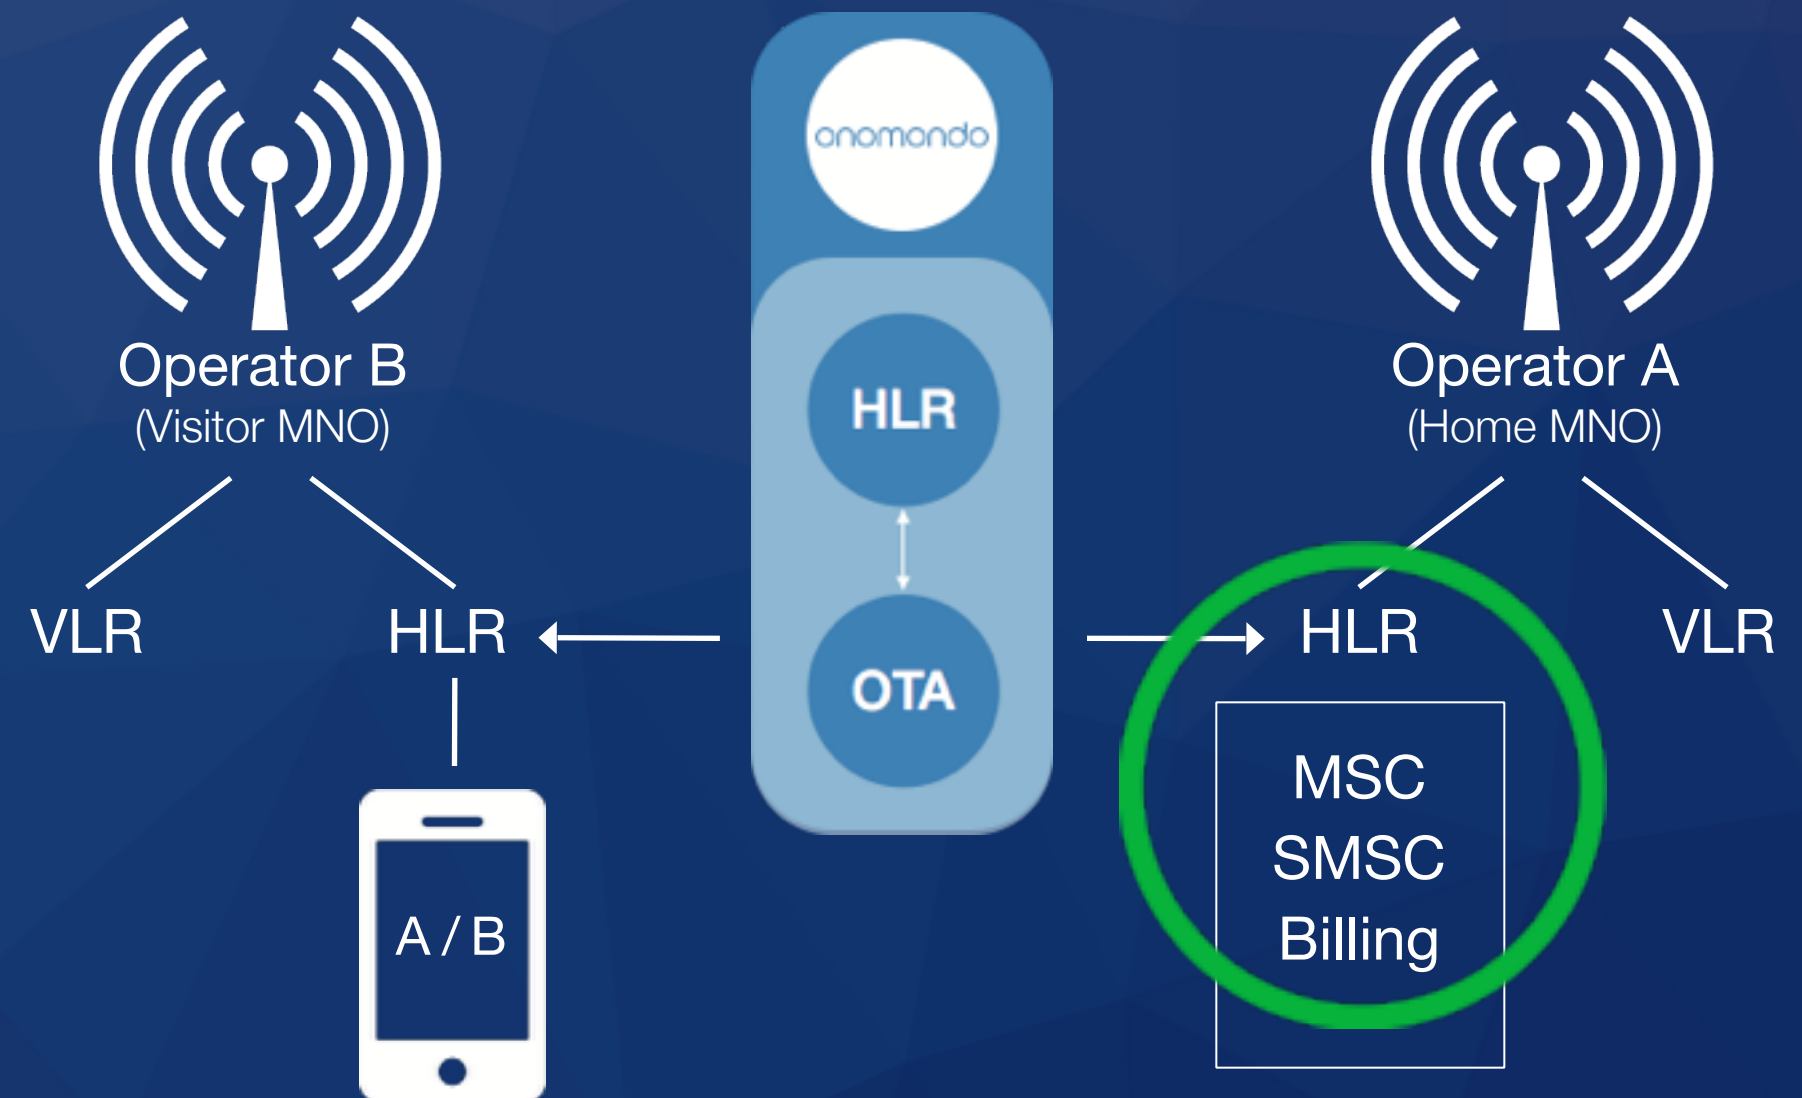 Operator B
(Visitor MNO)
VLR
HLR
A / B
onomondo
HLR
OTA
Operator A
(Home MNO)
HLR
VLR
MSC
SMSC
Billing